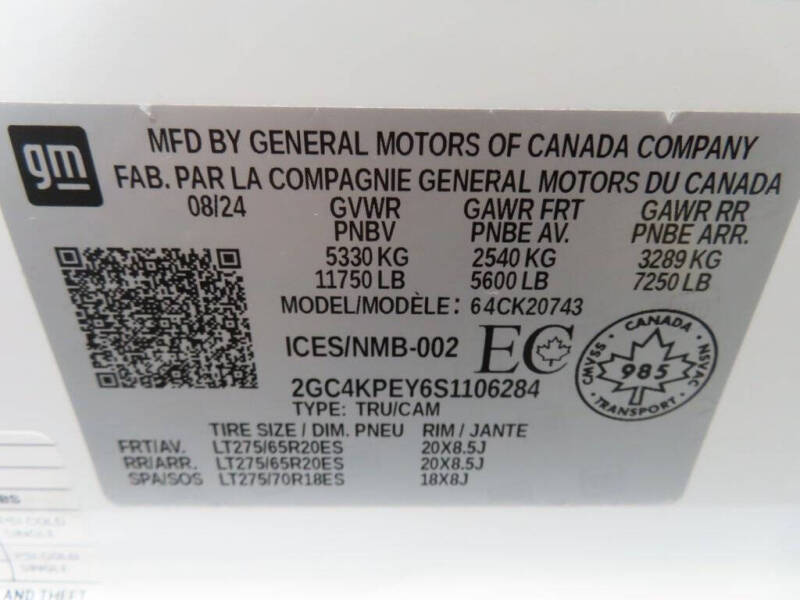 gm
MFD BY GENERAL MOTORS OF CANADA COMPANY
FAB. PAR LA COMPAGNIE GENERAL MOTORS DU CANADA
08/24 GVWR GAWR FRT GAWR RR
PNBV PNBE AV. PNBE ARR.
5330 KG 2540 KG 3289 KG
11750 LB 5600 LB 7250 LB
MODEL/MODÈLE: 64CK20743
ICES/NMB-002 EC
CANADA
CMVSS 985 NSVAC
TRANSPORT
2GC4KPEY6S1106284
TYPE: TRU/CAM
TIRE SIZE / DIM. PNEU RIM / JANTE
FRT/AV. LT275/65R20ES 20X8.5J
RR/ARR. LT275/65R20ES 20X8.5J
SPA/SOS LT275/70R18ES 18X8J
AND THEFT